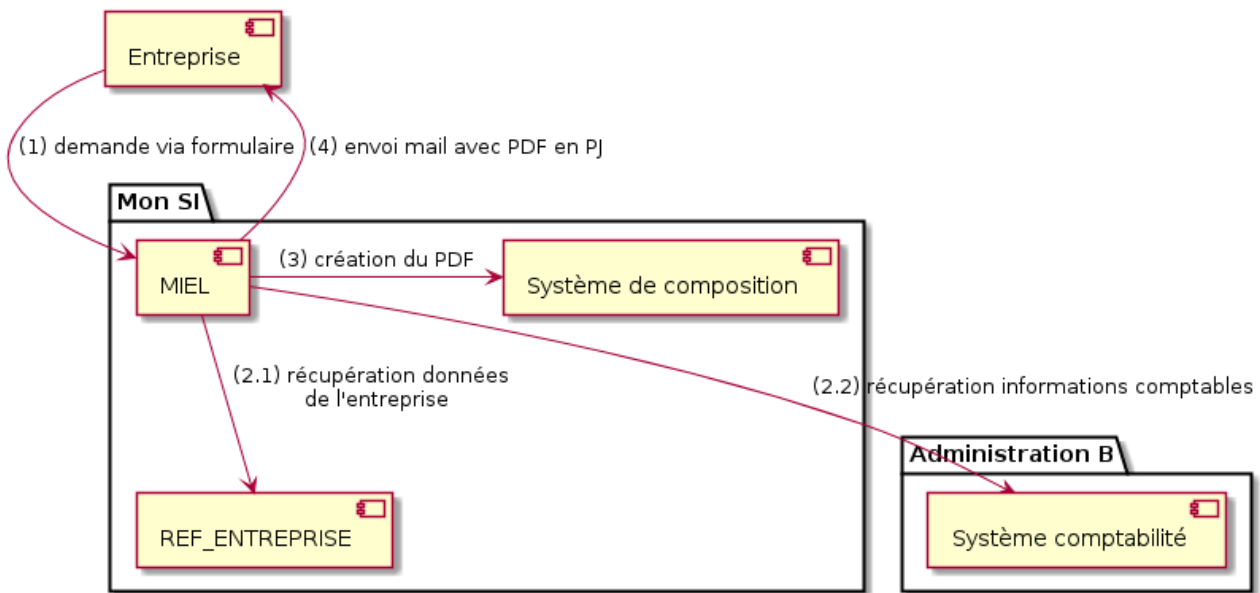 Entreprise
(1) demande via formulaire
(4) envoi mail avec PDF en PJ
Mon SI
MIEL
(3) création du PDF
Système de composition
(2.1) récupération données
de l'entreprise
(2.2) récupération informations comptables
Administration B
REF_ENTREPRISE
Système comptabilité